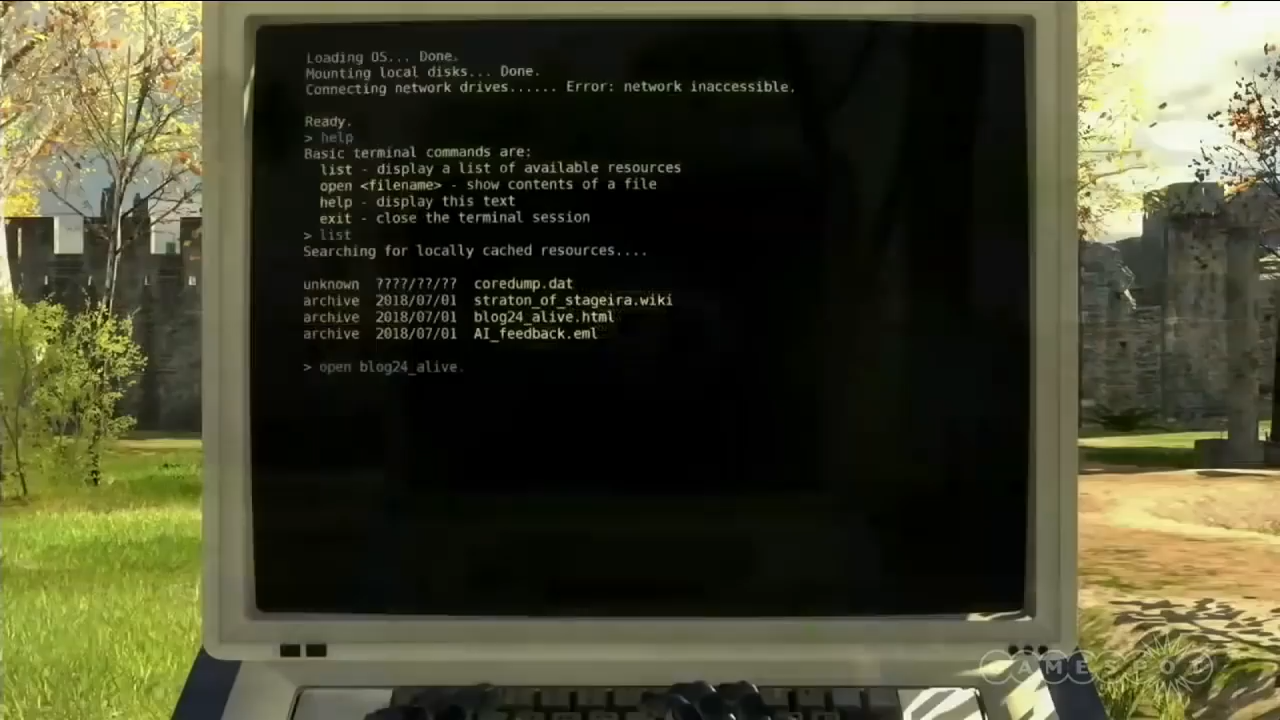 Loading OS... Done.
Mounting local disks... Done.
Connecting network drives...... Error: network inaccessible.
Ready.
> help
Basic terminal commands are:
list - display a list of available resources
open <filename> - show contents of a file
help - display this text
exit - close the terminal session
> list
Searching for locally cached resources....
unknown ????/??/?? coredump.dat
archive 2018/07/01 straton_of_stageira.wiki
archive 2018/07/01 blog24_alive.html
archive 2018/07/01 AI_feedback.eml
> open blog24_alive.
GAMESPOT